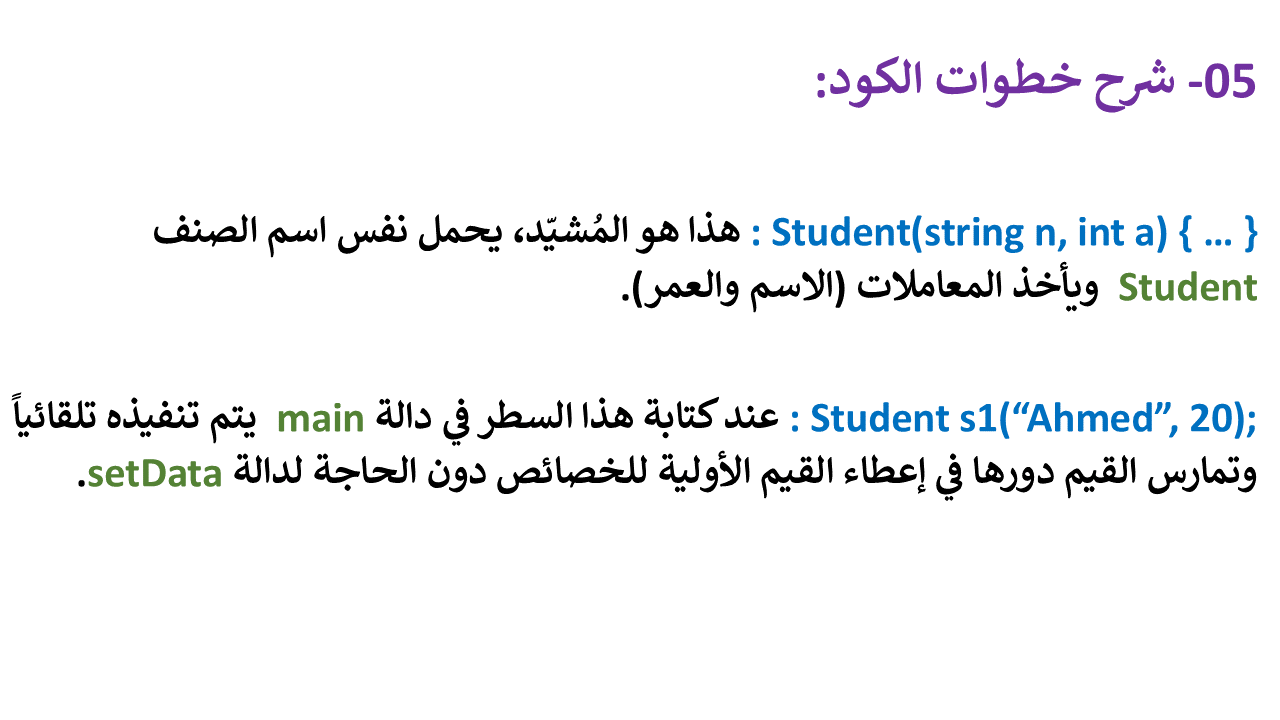 05- شرح خطوات الكود:
Student(string n, int a) { … } : هذا هو المُشيّد، يحمل نفس اسم الصنف
Student ويأخذ المعاملات (الاسم والعمر).
Student s1(“Ahmed”, 20); : عند كتابة هذا السطر في دالة main يتم تنفيذه تلقائياً
وتمارس القيم دورها في إعطاء القيم الأولية للخصائص دون الحاجة لدالة setData.